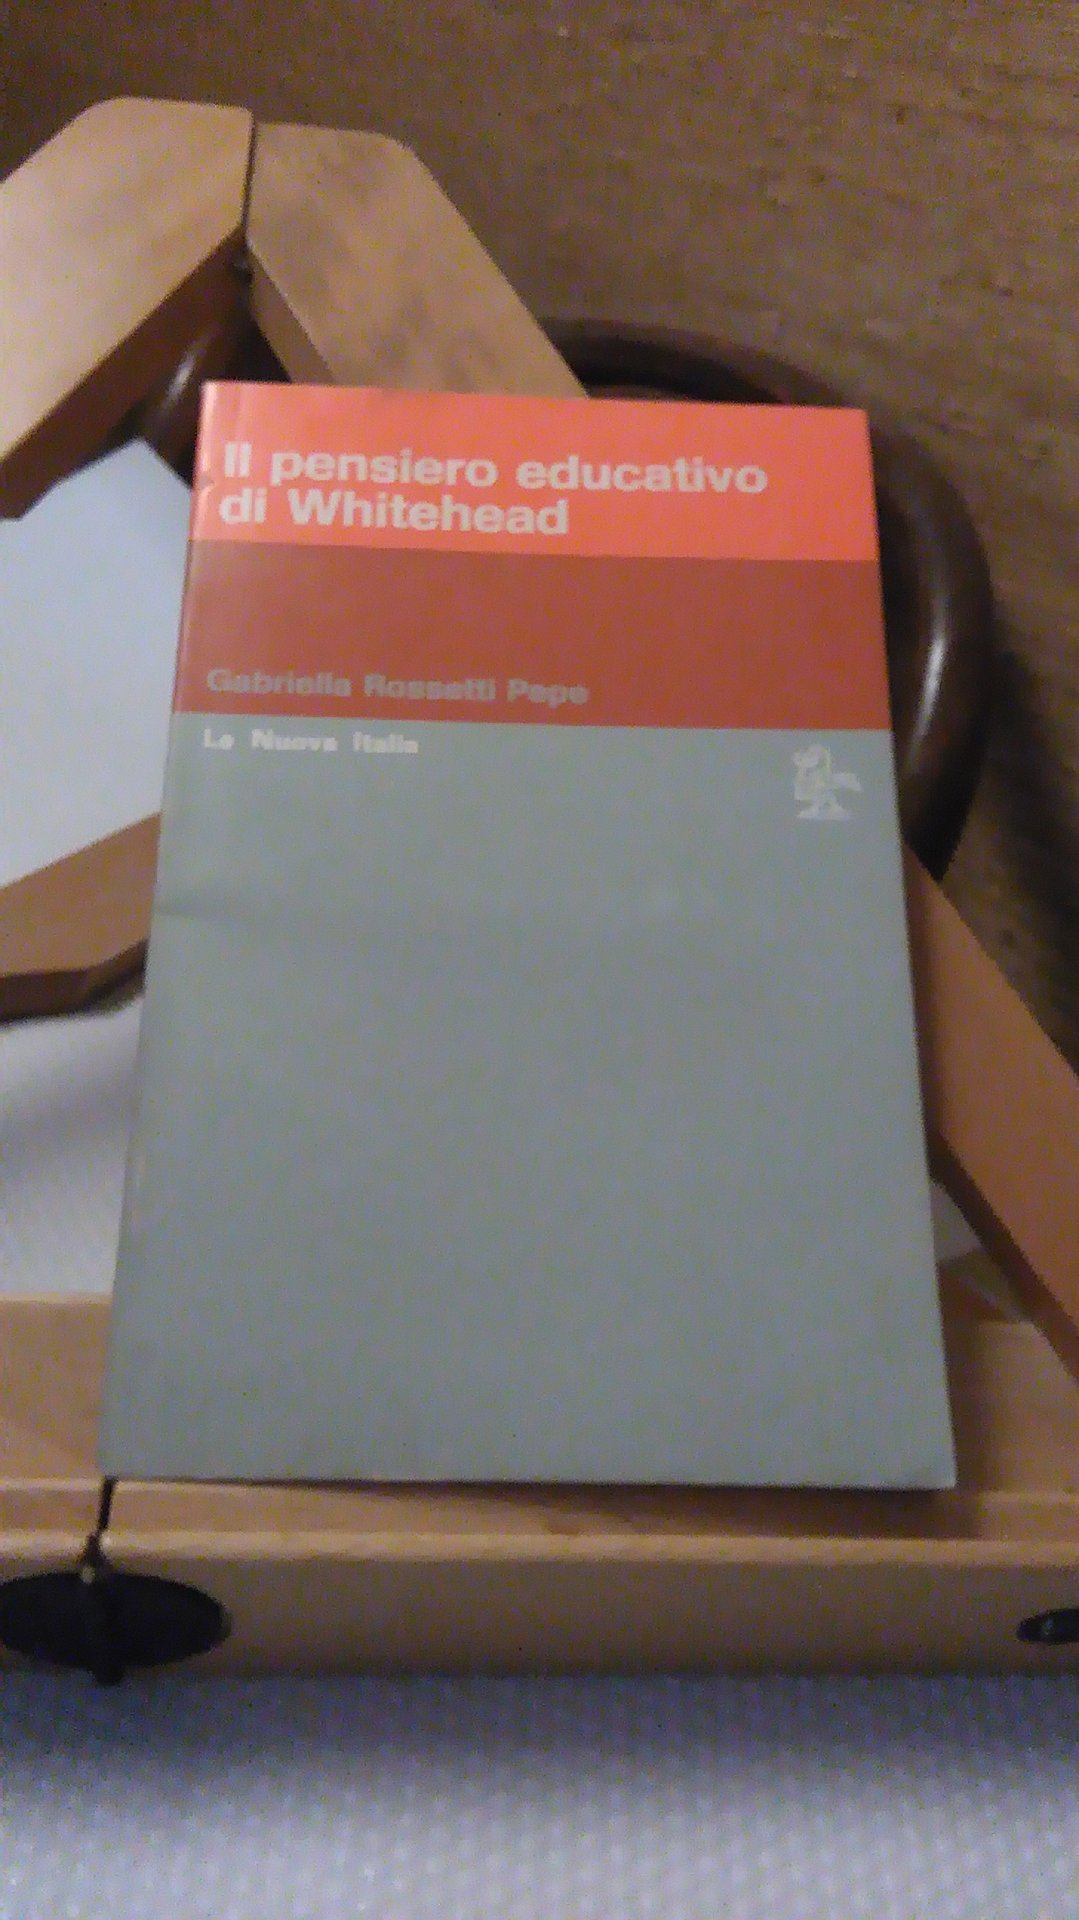 Il pensiero educativo
di Whitehead
Gabriella Rossetti Pepe
La Nuova Italia